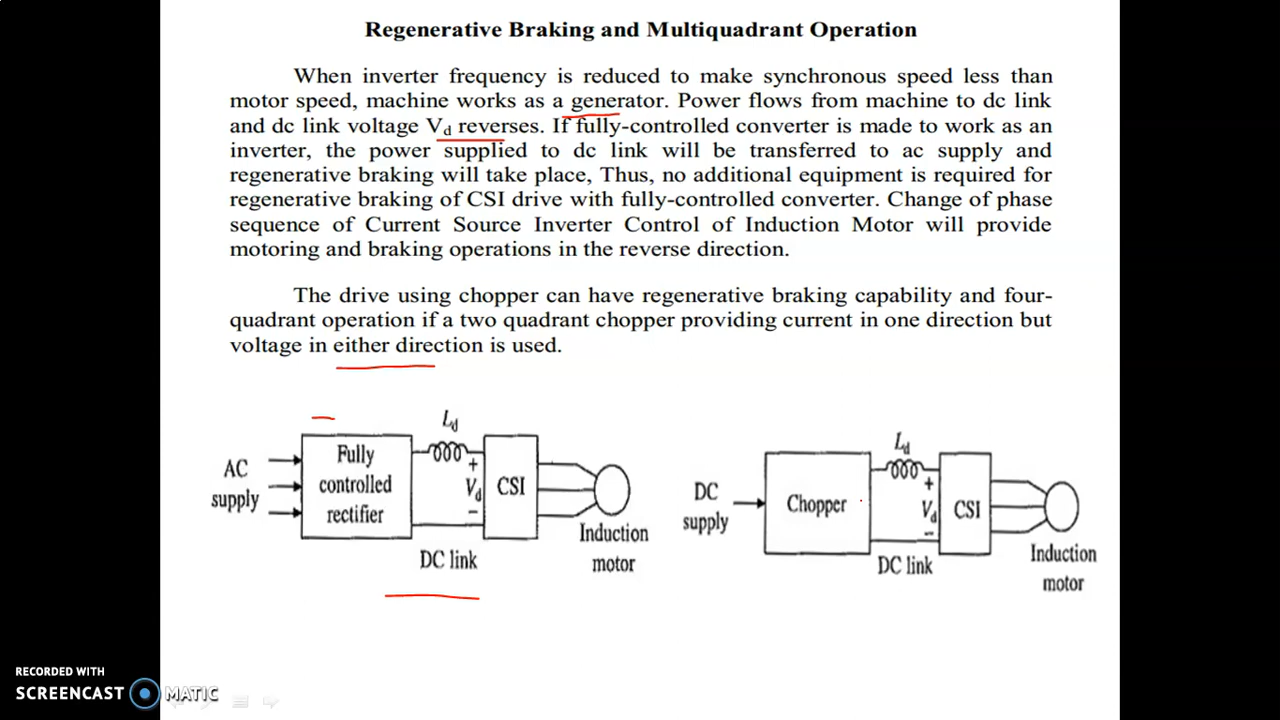 Regenerative Braking and Multiquadrant Operation
When inverter frequency is reduced to make synchronous speed less than
motor speed, machine works as a generator. Power flows from machine to dc link
and dc link voltage Vd reverses. If fully-controlled converter is made to work as an
inverter, the power supplied to dc link will be transferred to ac supply and
regenerative braking will take place, Thus, no additional equipment is required for
regenerative braking of CSI drive with fully-controlled converter. Change of phase
sequence of Current Source Inverter Control of Induction Motor will provide
motoring and braking operations in the reverse direction.
The drive using chopper can have regenerative braking capability and four-
quadrant operation if a two quadrant chopper providing current in one direction but
voltage in either direction is used.
AC
supply
Fully
controlled
rectifier
Ld
+
Vd
−
DC link
CSI
Induction
motor
DC
supply
Chopper
Ld
+
Vd
−
DC link
CSI
Induction
motor
RECORDED WITH
SCREENCAST MATIC